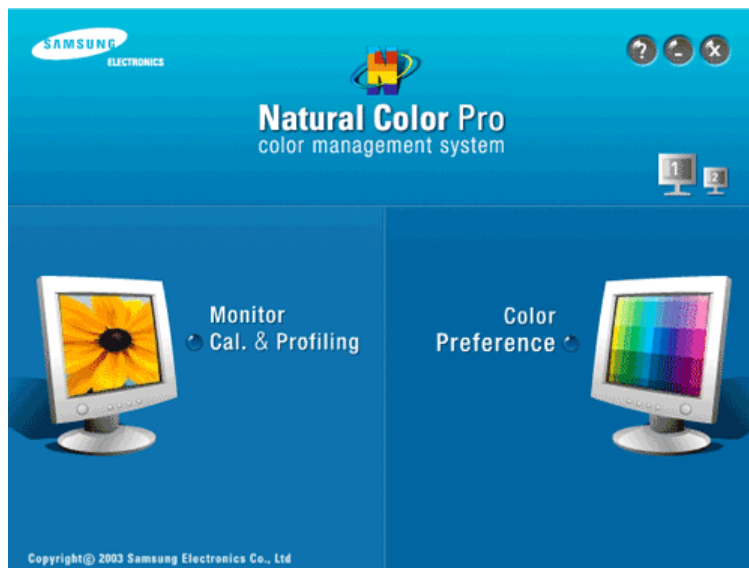 SAMSUNG
ELECTRONICS
? - x
N
Natural Color Pro
color management system
1
2
Monitor
Cal. & Profiling
Color
Preference
Copyright© 2003 Samsung Electronics Co., Ltd